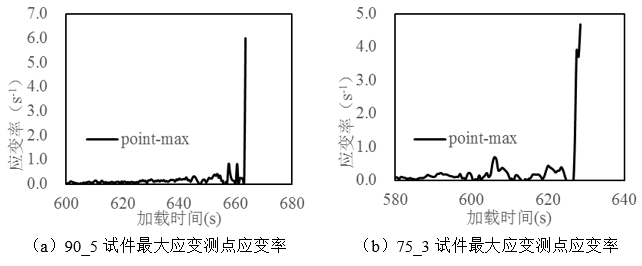 7.0
6.0
5.0
4.0
3.0
2.0
1.0
0.0
应变率（s-1）
point-max
600 620 640 660 680
加载时间(s)
（a）90_5 试件最大应变测点应变率
5.0
4.0
3.0
2.0
1.0
0.0
应变率（s-1）
point-max
580 600 620 640
加载时间(s)
（b）75_3 试件最大应变测点应变率